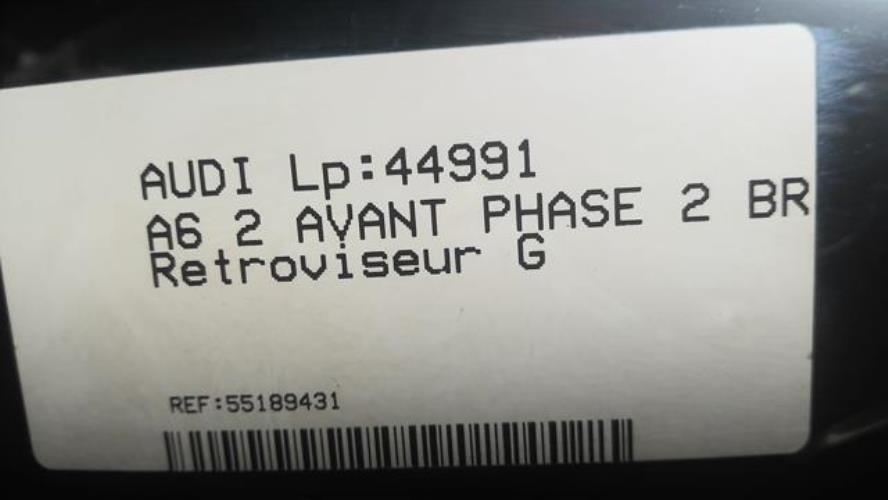 AUDI Lp:44991
A6 2 AVANT PHASE 2 BR
Retroviseur G
REF:55189431